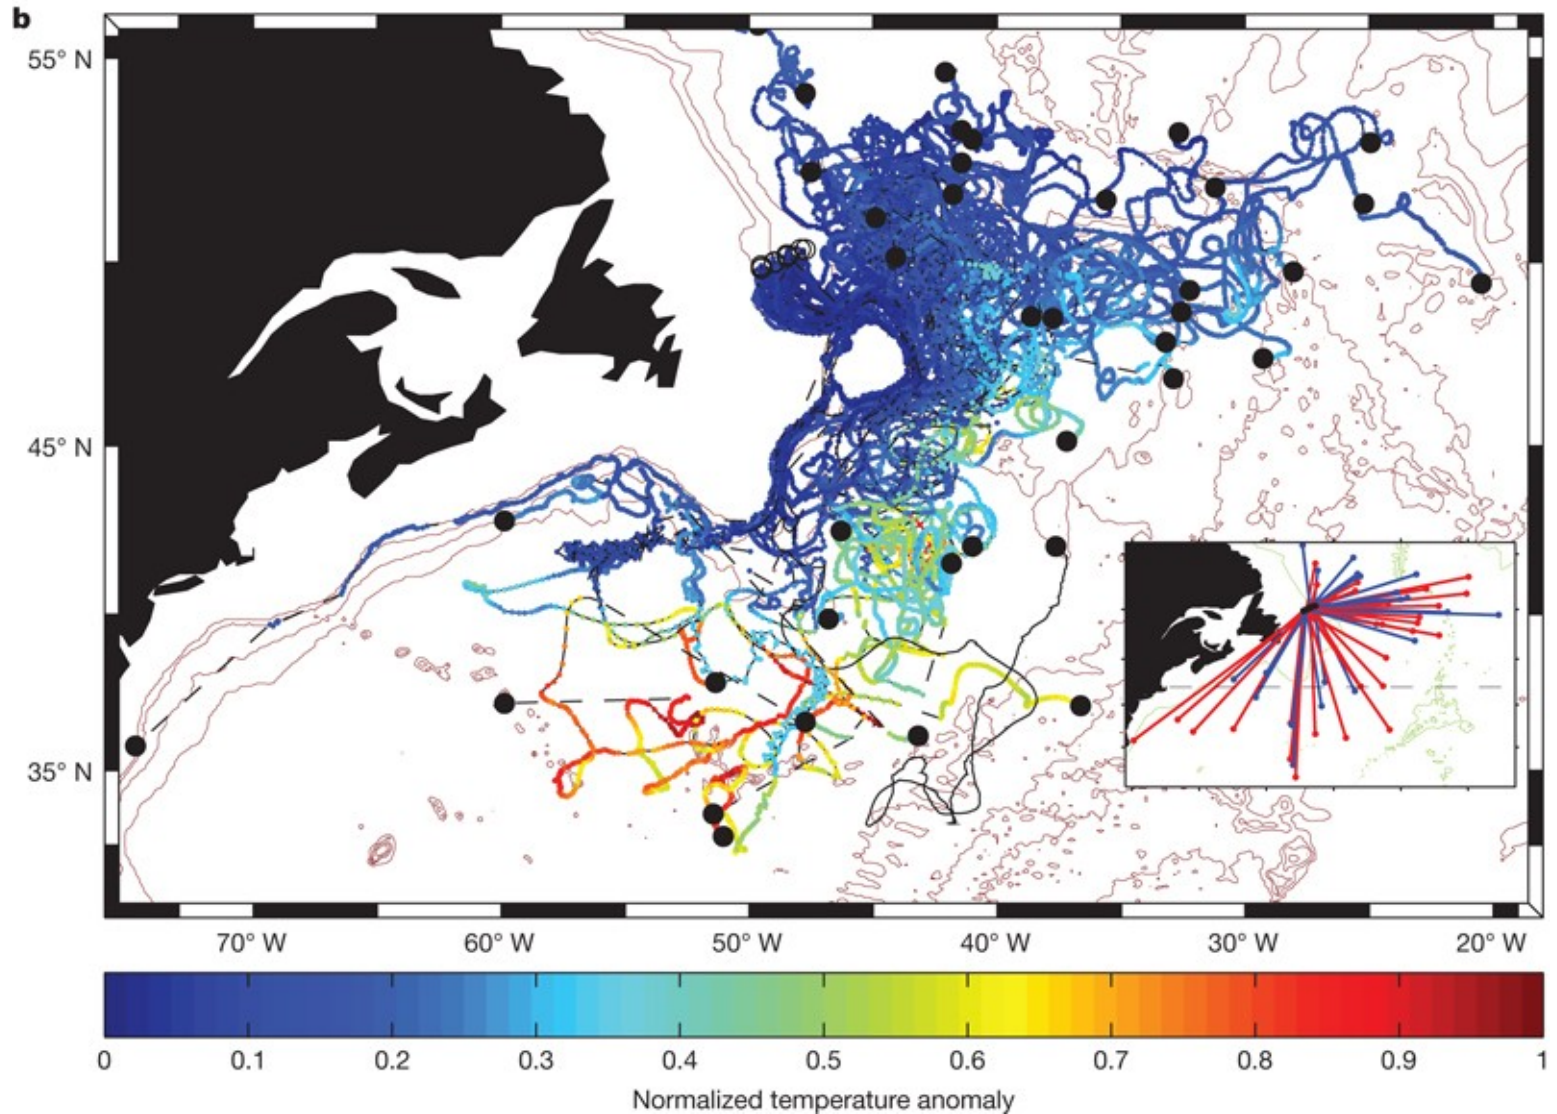 b
55° N
45° N
35° N
70° W 60° W 50° W 40° W 30° W 20° W
0 0.1 0.2 0.3 0.4 0.5 0.6 0.7 0.8 0.9 1
Normalized temperature anomaly